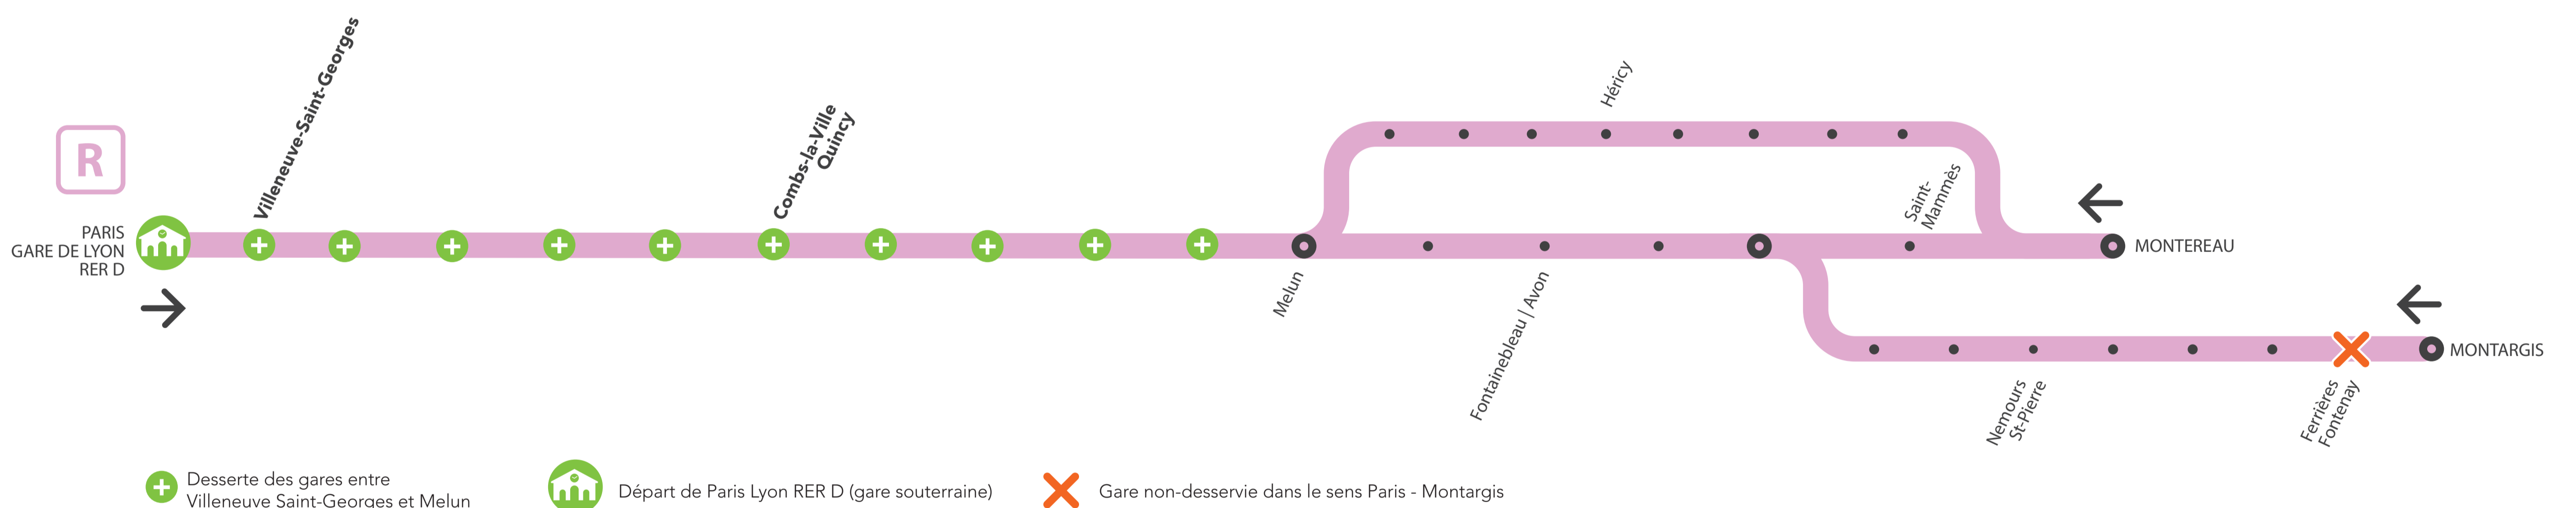 R
PARIS
GARE DE LYON
RER D
Villeneuve-Saint-Georges
Combs-la-Ville
Quincy
Melun
Héricy
Fontainebleau | Avon
Saint-
Mammès
MONTEREAU
Nemours
St-Pierre
Ferrières
Fontenay
MONTARGIS
Desserte des gares entre
Villeneuve Saint-Georges et Melun
Départ de Paris Lyon RER D (gare souterraine)
Gare non-desservie dans le sens Paris - Montargis